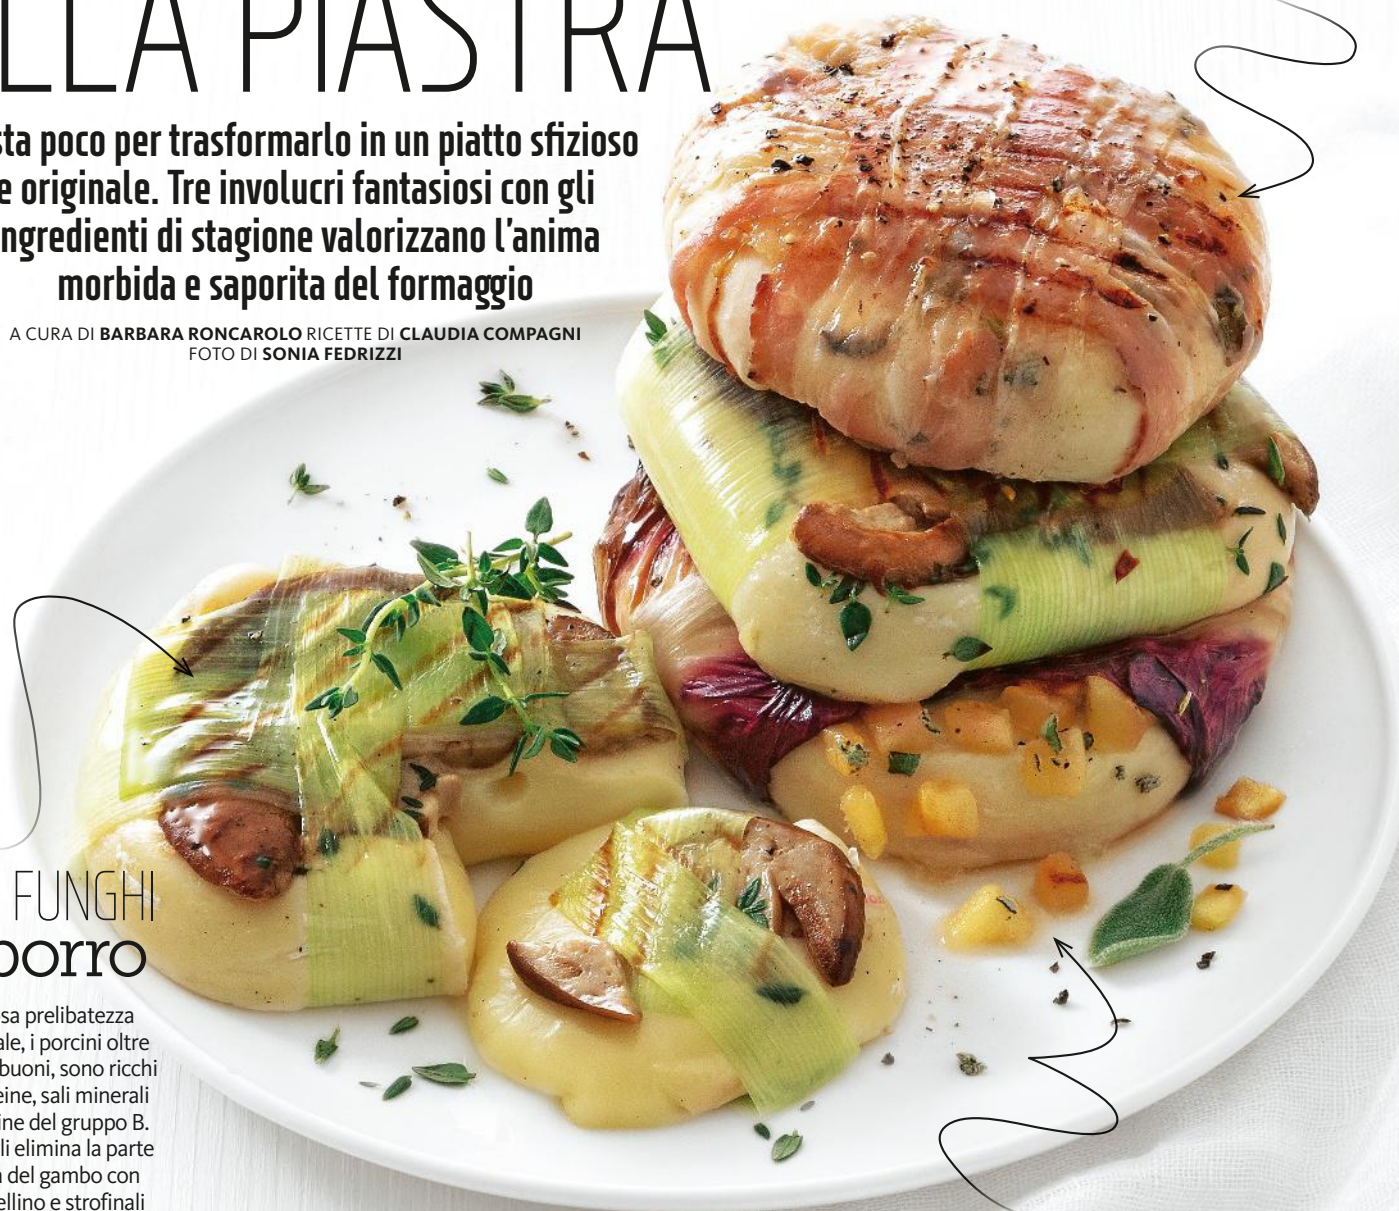 LLA PIASTRA
sta poco per trasformarlo in un piatto sfizioso
e originale. Tre involucri fantasiosi con gli
ngredienti di stagione valorizzano l'anima
morbida e saporita del formaggio
A CURA DI BARBARA RONCAROLO RICETTE DI CLAUDIA COMPAGNI
FOTO DI SONIA FEDRIZZI
FUNGHI
porro
sa prelibatezza
ale, i porcini oltre
buoni, sono ricchi
eine, sali minerali
ine del gruppo B.
li elimina la parte
a del gambo con
ellino e strofinali